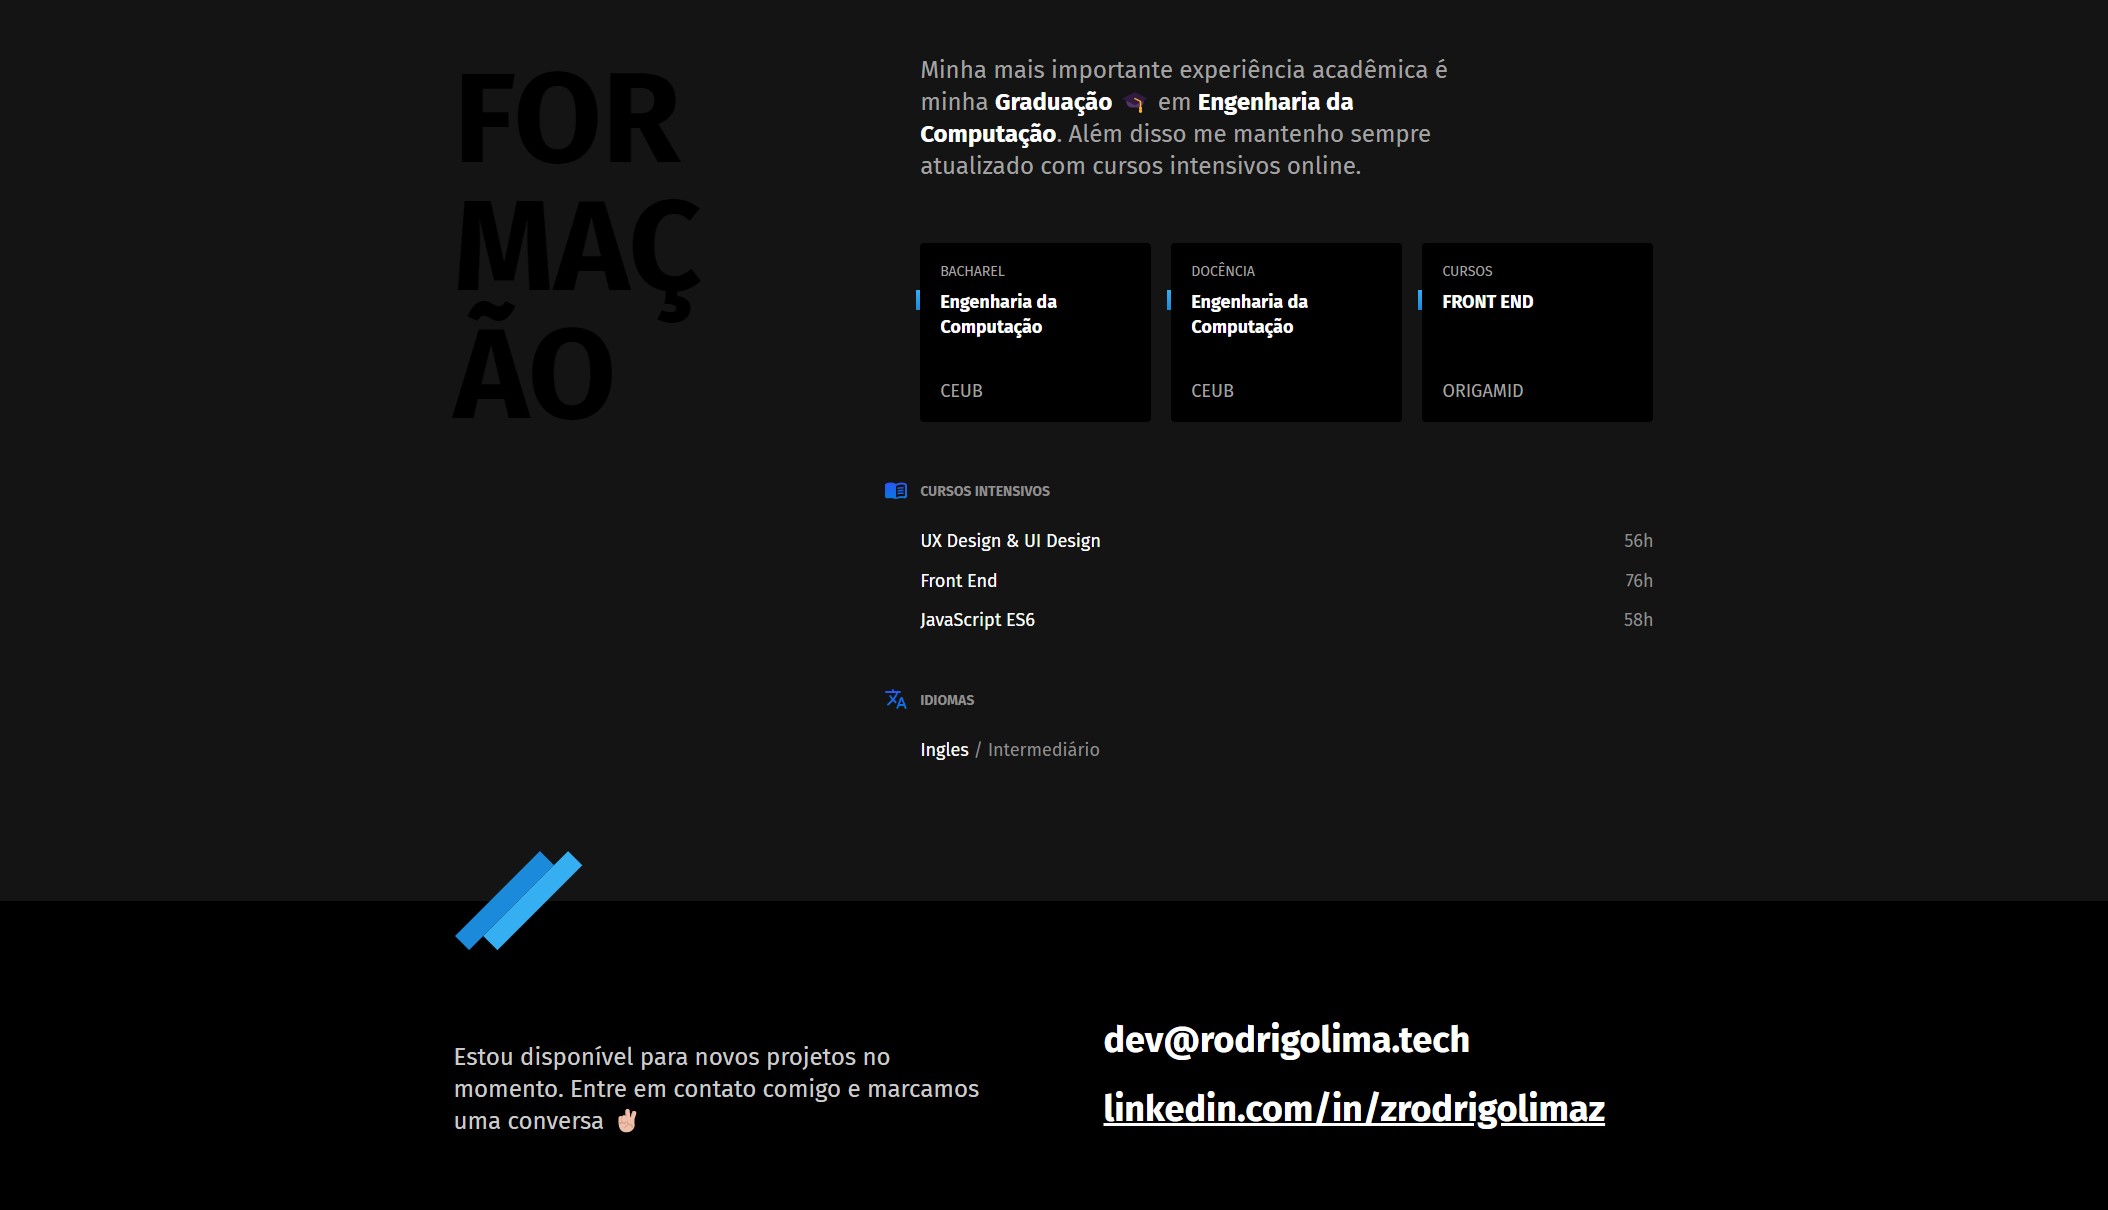 FOR
MAÇ
ÃO
Minha mais importante experiência acadêmica é
minha Graduação 🎓 em Engenharia da
Computação. Além disso me mantenho sempre
atualizado com cursos intensivos online.
BACHAREL
Engenharia da
Computação
CEUB
DOCÊNCIA
Engenharia da
Computação
CEUB
CURSOS
FRONT END
ORIGAMID
CURSOS INTENSIVOS
UX Design & UI Design 56h
Front End 76h
JavaScript ES6 58h
IDIOMAS
Ingles / Intermediário
Estou disponível para novos projetos no
momento. Entre em contato comigo e marcamos
uma conversa ✌🏻
dev@rodrigolima.tech
linkedin.com/in/zrodrigolimaz